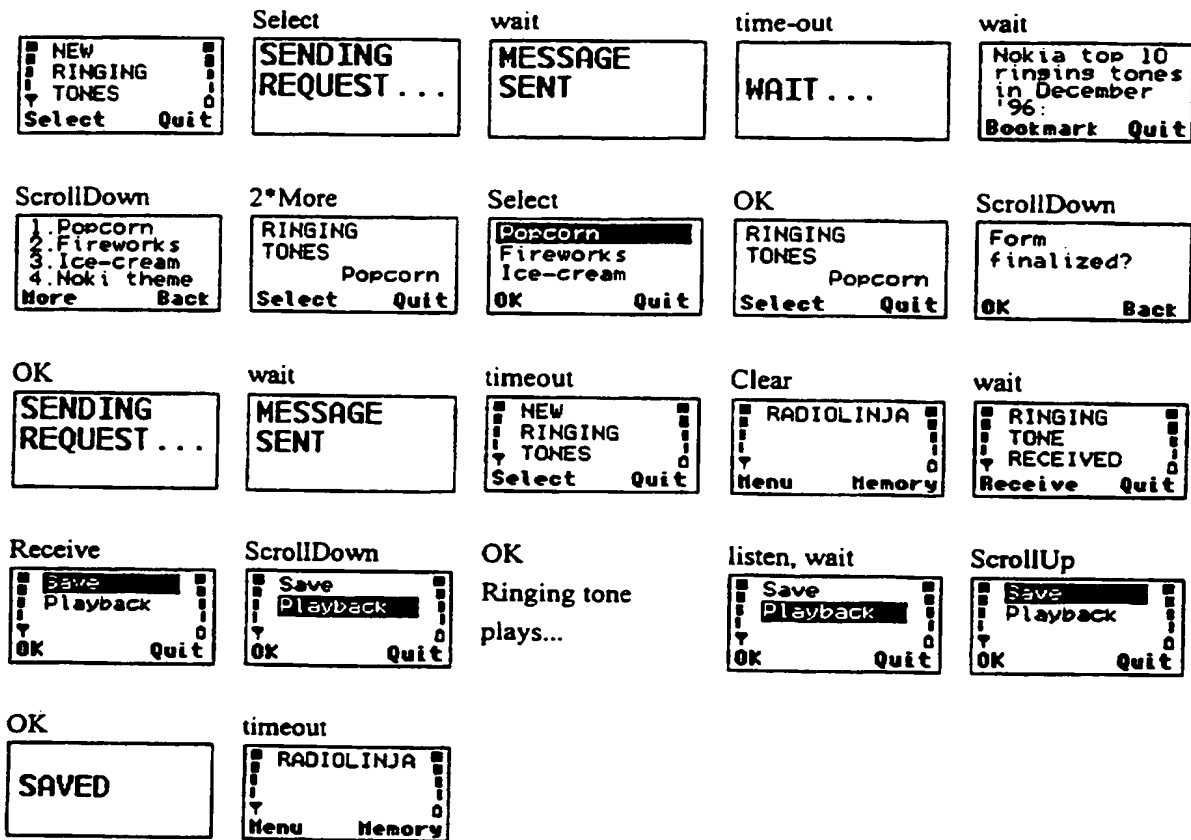 NEW
RINGING
TONES
Select Quit
Select
SENDING
REQUEST...
wait
MESSAGE
SENT
time-out
WAIT...
wait
Nokia top 10
ringing tones
in December
'96:
Bookmark Quit
ScrollDown
1.Popcorn
2.Fireworks
3.Ice-cream
4.Noki theme
More Back
2*More
RINGING
TONES
Popcorn
Select Quit
Select
Popcorn
Fireworks
Ice-cream
OK Quit
OK
RINGING
TONES
Popcorn
Select Quit
ScrollDown
Form
finalized?
OK Back
OK
SENDING
REQUEST...
wait
MESSAGE
SENT
timeout
NEW
RINGING
TONES
Select Quit
Clear
RADIOLINJA
Menu Memory
wait
RINGING
TONE
RECEIVED
Receive Quit
Receive
Save
Playback
OK Quit
ScrollDown
Save
Playback
OK Quit
OK
Ringing tone
plays...
listen, wait
Save
Playback
OK Quit
ScrollUp
Save
Playback
OK Quit
OK
SAVED
timeout
RADIOLINJA
Menu Memory